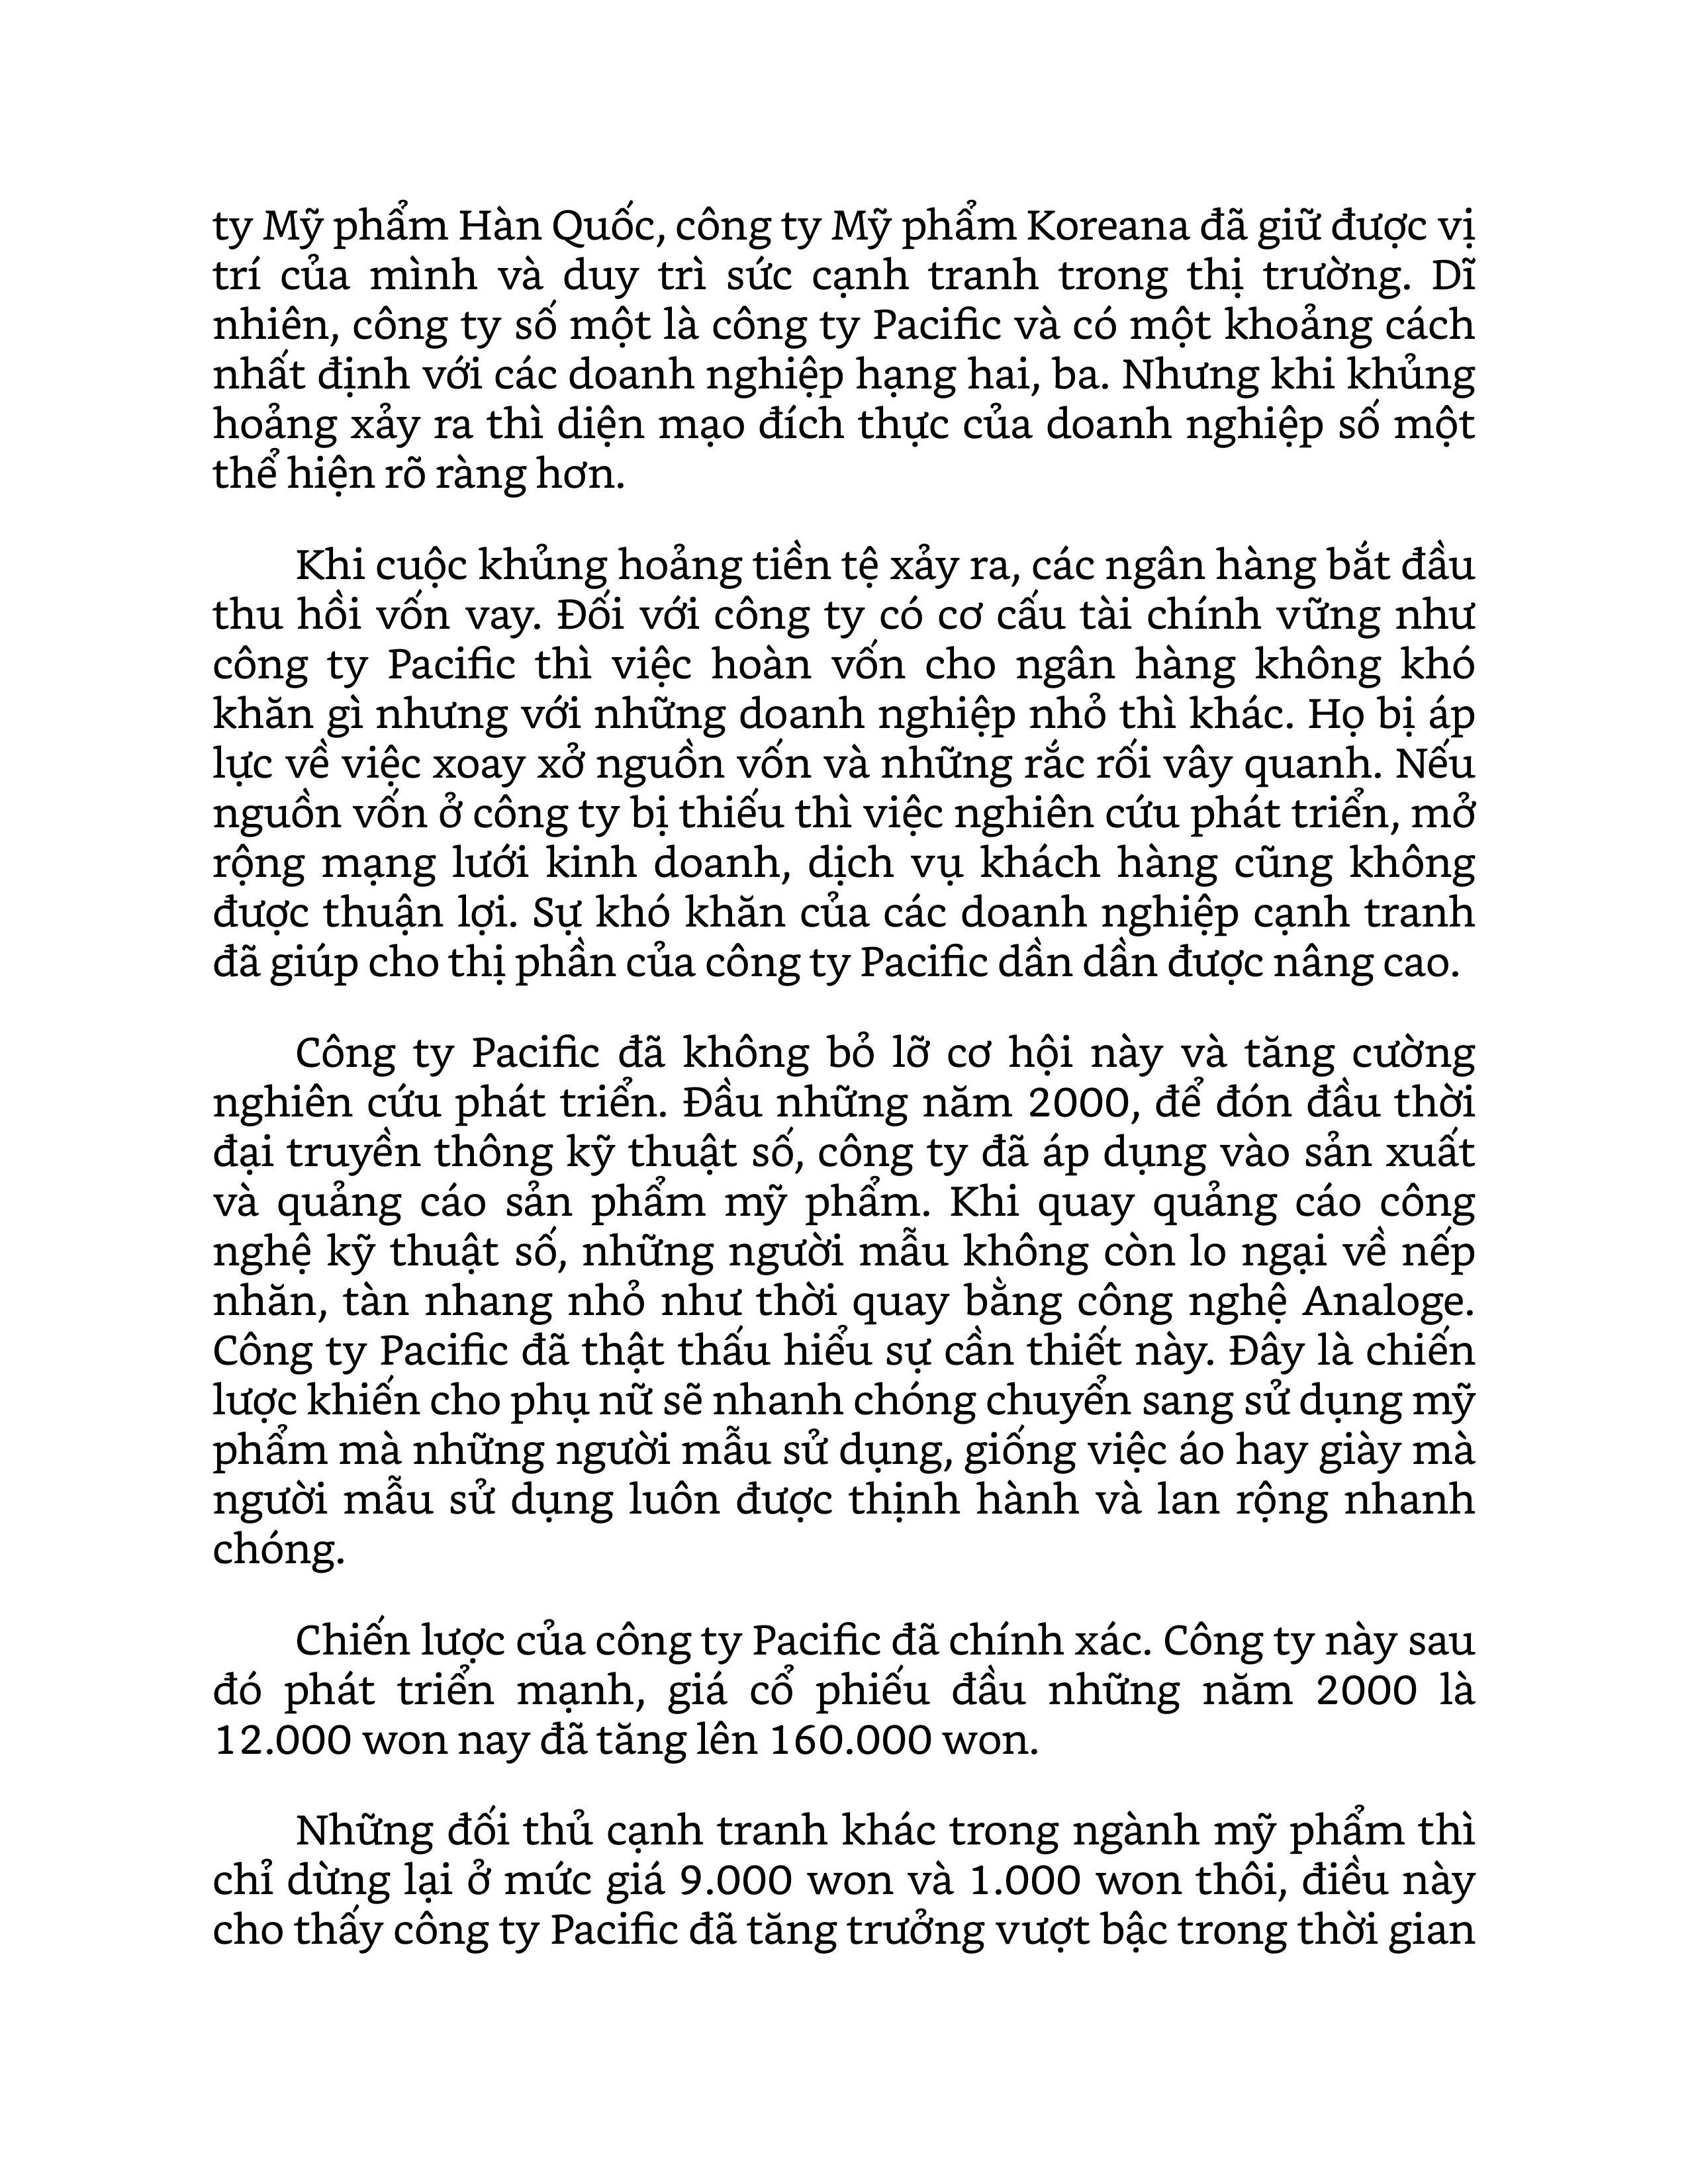 ty Mỹ phẩm Hàn Quốc, công ty Mỹ phẩm Koreana đã giữ được vị
trí của mình và duy trì sức cạnh tranh trong thị trường. Dĩ
nhiên, công ty số một là công ty Pacific và có một khoảng cách
nhất định với các doanh nghiệp hạng hai, ba. Nhưng khi khủng
hoảng xảy ra thì diện mạo đích thực của doanh nghiệp số một
thể hiện rõ ràng hơn.
Khi cuộc khủng hoảng tiền tệ xảy ra, các ngân hàng bắt đầu
thu hồi vốn vay. Đối với công ty có cơ cấu tài chính vững như
công ty Pacific thì việc hoàn vốn cho ngân hàng không khó
khăn gì nhưng với những doanh nghiệp nhỏ thì khác. Họ bị áp
lực về việc xoay xở nguồn vốn và những rắc rối vây quanh. Nếu
nguồn vốn ở công ty bị thiếu thì việc nghiên cứu phát triển, mở
rộng mạng lưới kinh doanh, dịch vụ khách hàng cũng không
được thuận lợi. Sự khó khăn của các doanh nghiệp cạnh tranh
đã giúp cho thị phần của công ty Pacific dần dần được nâng cao.
Công ty Pacific đã không bỏ lỡ cơ hội này và tăng cường
nghiên cứu phát triển. Đầu những năm 2000, để đón đầu thời
đại truyền thông kỹ thuật số, công ty đã áp dụng vào sản xuất
và quảng cáo sản phẩm mỹ phẩm. Khi quay quảng cáo công
nghệ kỹ thuật số, những người mẫu không còn lo ngại về nếp
nhăn, tàn nhang nhỏ như thời quay bằng công nghệ Analoge.
Công ty Pacific đã thật thấu hiểu sự cần thiết này. Đây là chiến
lược khiến cho phụ nữ sẽ nhanh chóng chuyển sang sử dụng mỹ
phẩm mà những người mẫu sử dụng, giống việc áo hay giày mà
người mẫu sử dụng luôn được thịnh hành và lan rộng nhanh
chóng.
Chiến lược của công ty Pacific đã chính xác. Công ty này sau
đó phát triển mạnh, giá cổ phiếu đầu những năm 2000 là
12.000 won nay đã tăng lên 160.000 won.
Những đối thủ cạnh tranh khác trong ngành mỹ phẩm thì
chỉ dừng lại ở mức giá 9.000 won và 1.000 won thôi, điều này
cho thấy công ty Pacific đã tăng trưởng vượt bậc trong thời gian